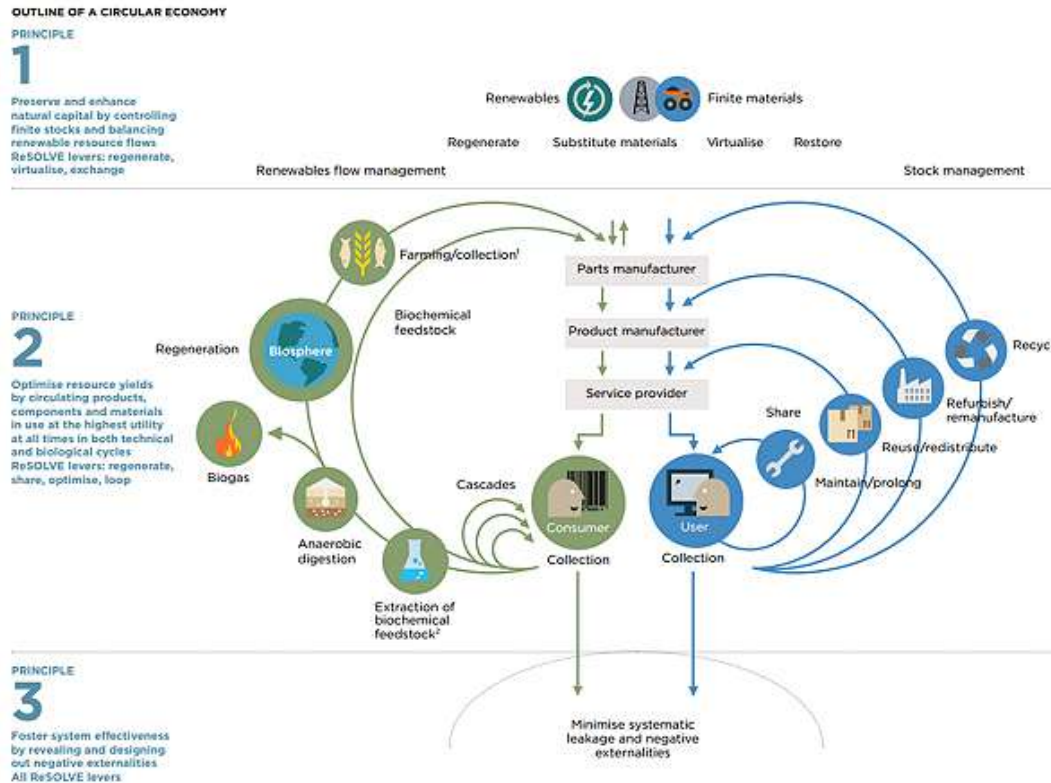 OUTLINE OF A CIRCULAR ECONOMY
PRINCIPLE
1
Preserve and enhance
natural capital by controlling
finite stocks and balancing
renewable resource flows
ReSOLVE levers: regenerate,
virtualise, exchange
Renewables
Finite materials
Regenerate
Substitute materials
Virtualise
Restore
Renewables flow management
Stock management
PRINCIPLE
2
Optimise resource yields
by circulating products,
components and materials
in use at the highest utility
at all times in both technical
and biological cycles
ReSOLVE levers: regenerate,
share, optimise, loop
Farming/collection¹
Biochemical
feedstock
Regeneration
Biosphere
Biogas
Anaerobic
digestion
Extraction of
biochemical
feedstock²
Cascades
Parts manufacturer
Product manufacturer
Service provider
Consumer
Collection
User
Collection
Share
Maintain/prolong
Reuse/redistribute
Refurbish/
remanufacture
Recyc
PRINCIPLE
3
Foster system effectiveness
by revealing and designing
out negative externalities
All ReSOLVE levers
Minimise systematic
leakage and negative
externalities